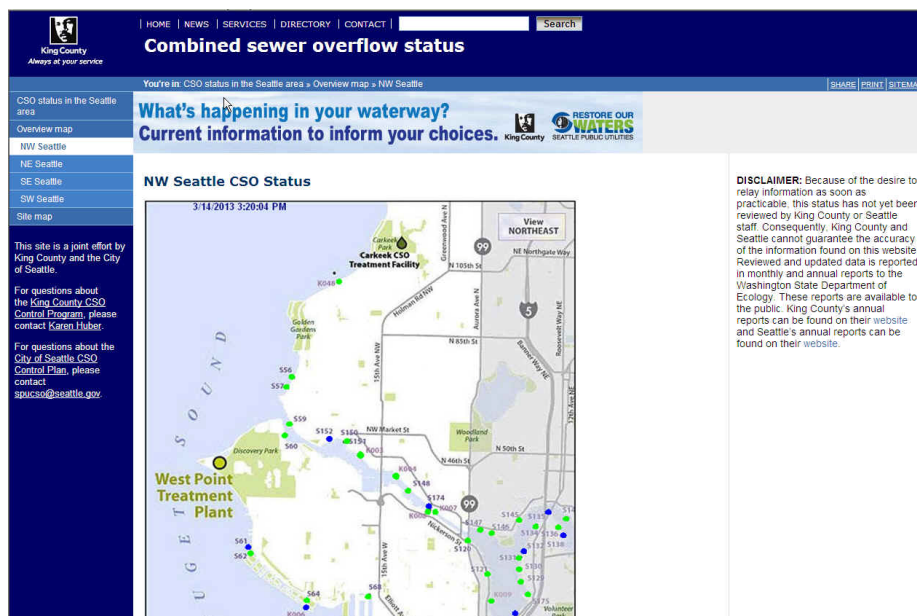 King County
Always at your service
| HOME | NEWS | SERVICES | DIRECTORY | CONTACT |
Search
Combined sewer overflow status
You're in: CSO status in the Seattle area » Overview map » NW Seattle
SHARE PRINT SITEMA
CSO status in the Seattle
area
Overview map
NW Seattle
NE Seattle
SE Seattle
SW Seattle
Site map
This site is a joint effort by
King County and the City
of Seattle.
For questions about
the King County CSO
Control Program, please
contact Karen Huber.
For questions about the
City of Seattle CSO
Control Plan, please
contact
spucso@seattle.gov.
What's happening in your waterway?
Current information to inform your choices.
King County
RESTORE OUR
WATERS
SEATTLE PUBLIC UTILITIES
NW Seattle CSO Status
3/14/2013 3:20:04 PM
View
NORTHEAST
Carkeek
Park
Carkeek CSO
Treatment Facility
Greenwood Ave N
99
NE Northgate Way
N 105th St
K048
Holman Rd NW
Aurora Ave N
5
Roosevelt Way NE
Golden
Gardens
Park
N 85th St
Banner Way NE
15th Ave NW
S56
S57
12th Ave NE
PUGET SOUND
S59
S60
S152
S150
S151
NW Market St
K003
Woodland
Park
N 50th St
N 46th St
Discovery Park
West Point
Treatment
Plant
K004
S148
S174
K008
K007
99
Nickerson St
S147
S145
S146
S135
S134
S136
S138
S120
S132
S131
S130
S129
S121
K009
S175
S61
S62
15th Ave W
S64
K006
S68
Elliott A
Volunteer
Park
DISCLAIMER: Because of the desire to
relay information as soon as
practicable, this status has not yet been
reviewed by King County or Seattle
staff. Consequently, King County and
Seattle cannot guarantee the accuracy
of the information found on this website.
Reviewed and updated data is reported
in monthly and annual reports to the
Washington State Department of
Ecology. These reports are available to
the public. King County's annual
reports can be found on their website
and Seattle's annual reports can be
found on their website.